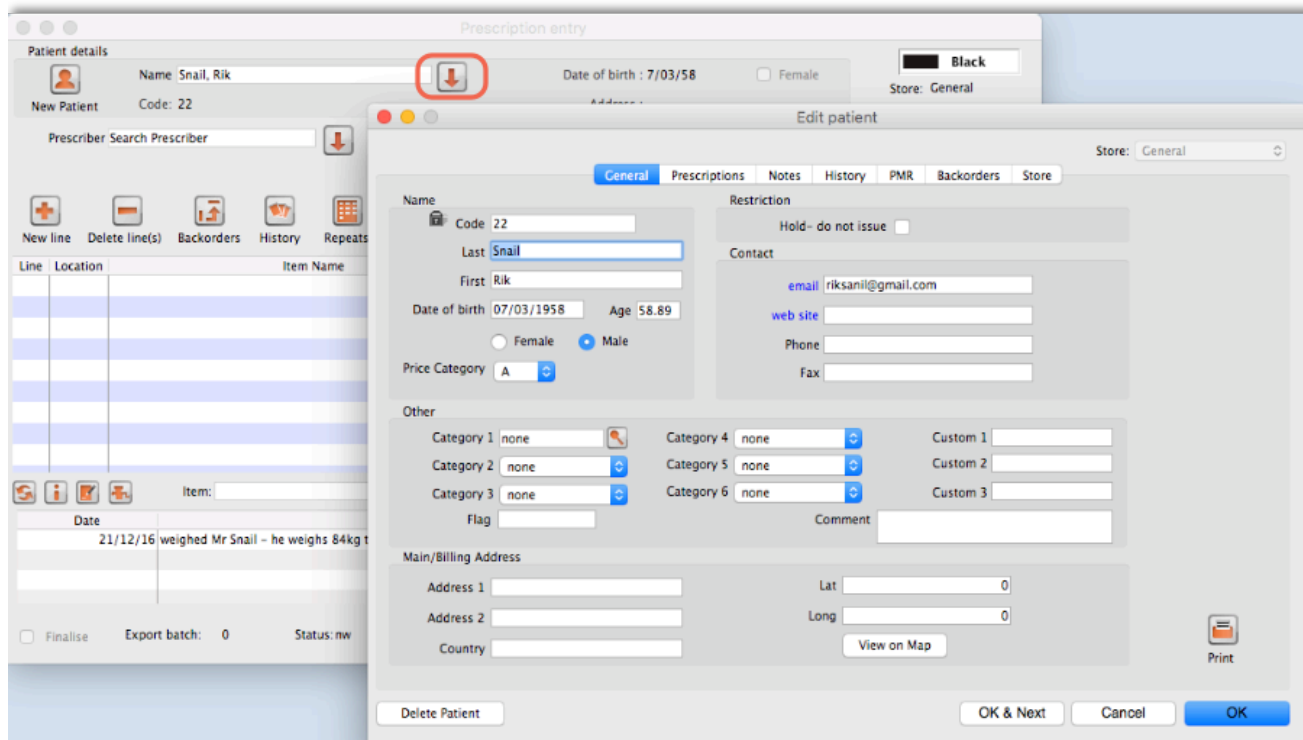 Prescription entry
Patient details
Name Snail, Rik
Date of birth : 7/03/58
Female
Black
Store: General
New Patient
Code: 22
Prescriber Search Prescriber
New line Delete line(s) Backorders History Repeats
Line Location Item Name
Item:
Date
21/12/16 weighed Mr Snail – he weighs 84kg
Finalise Export batch: 0 Status: nw
Edit patient
Store: General
General Prescriptions Notes History PMR Backorders Store
Name
Code 22
Last Snail
First Rik
Date of birth 07/03/1958 Age 58.89
Female Male
Price Category A
Restriction
Hold- do not issue
Contact
email riksanil@gmail.com
web site
Phone
Fax
Other
Category 1 none Category 4 none Custom 1
Category 2 none Category 5 none Custom 2
Category 3 none Category 6 none Custom 3
Flag Comment
Main/Billing Address
Address 1 Lat 0
Address 2 Long 0
Country View on Map
Print
Delete Patient OK & Next Cancel OK